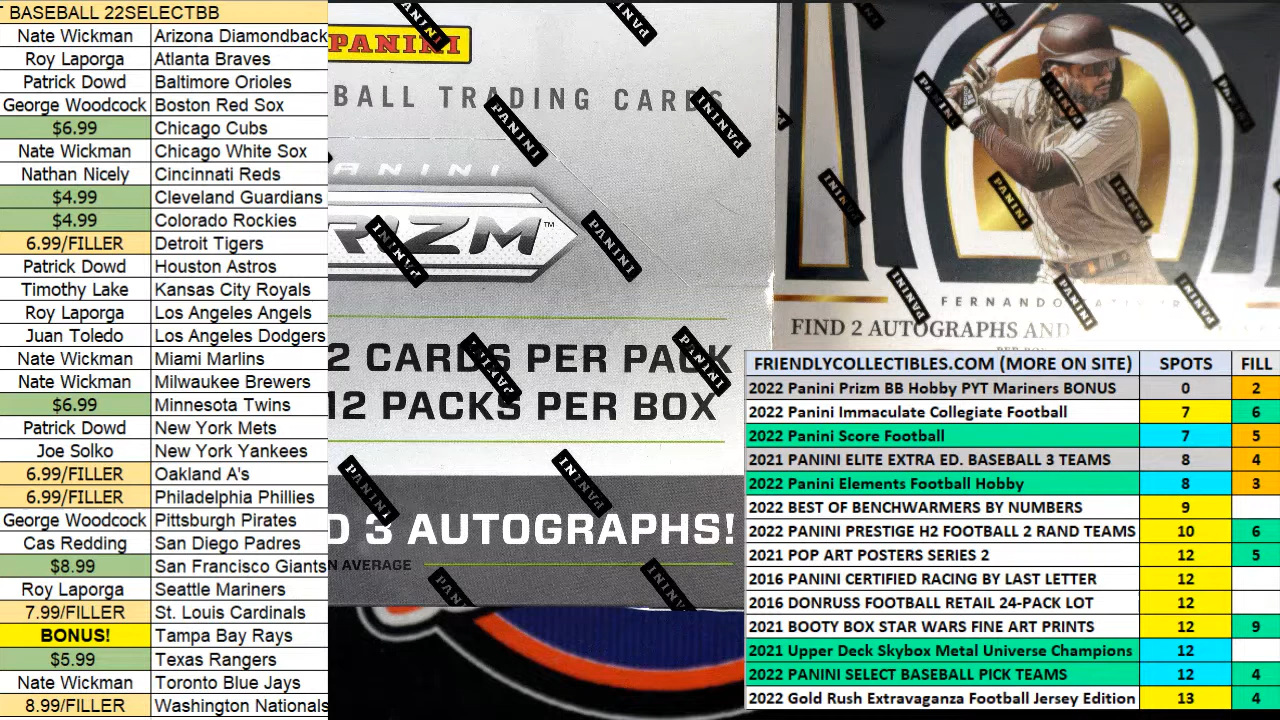 T BASEBALL 22SELECTBB
Nate Wickman Arizona Diamondback
Roy Laporga Atlanta Braves
Patrick Dowd Baltimore Orioles
George Woodcock Boston Red Sox
$6.99 Chicago Cubs
Nate Wickman Chicago White Sox
Nathan Nicely Cincinnati Reds
$4.99 Cleveland Guardians
$4.99 Colorado Rockies
6.99/FILLER Detroit Tigers
Patrick Dowd Houston Astros
Timothy Lake Kansas City Royals
Roy Laporga Los Angeles Angels
Juan Toledo Los Angeles Dodgers
Nate Wickman Miami Marlins
Nate Wickman Milwaukee Brewers
$6.99 Minnesota Twins
Patrick Dowd New York Mets
Joe Solko New York Yankees
6.99/FILLER Oakland A's
6.99/FILLER Philadelphia Phillies
George Woodcock Pittsburgh Pirates
Cas Redding San Diego Padres
$8.99 San Francisco Giants
Roy Laporga Seattle Mariners
7.99/FILLER St. Louis Cardinals
BONUS! Tampa Bay Rays
$5.99 Texas Rangers
Nate Wickman Toronto Blue Jays
8.99/FILLER Washington Nationals
PANINI
BALL TRADING CARDS
PANINI
PRIZM™
2 CARDS PER PACK
12 PACKS PER BOX
D 3 AUTOGRAPHS!
N AVERAGE
FERNANDO
FIND 2 AUTOGRAPHS AND
FRIENDLYCOLLECTIBLES.COM (MORE ON SITE) SPOTS FILL
2022 Panini Prizm BB Hobby PYT Mariners BONUS 0 2
2022 Panini Immaculate Collegiate Football 7 6
2022 Panini Score Football 7 5
2021 PANINI ELITE EXTRA ED. BASEBALL 3 TEAMS 8 4
2022 Panini Elements Football Hobby 8 3
2022 BEST OF BENCHWARMERS BY NUMBERS 9
2022 PANINI PRESTIGE H2 FOOTBALL 2 RAND TEAMS 10 6
2021 POP ART POSTERS SERIES 2 12 5
2016 PANINI CERTIFIED RACING BY LAST LETTER 12
2016 DONRUSS FOOTBALL RETAIL 24-PACK LOT 12
2021 BOOTY BOX STAR WARS FINE ART PRINTS 12 9
2021 Upper Deck Skybox Metal Universe Champions 12
2022 PANINI SELECT BASEBALL PICK TEAMS 12 4
2022 Gold Rush Extravaganza Football Jersey Edition 13 4